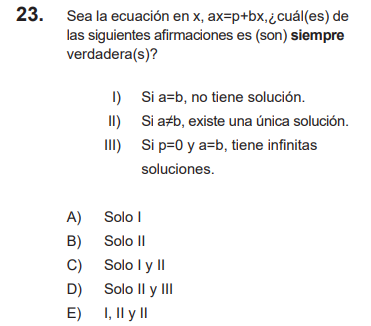 23. Sea la ecuación en x, ax=p+bx,¿cuál(es) de
las siguientes afirmaciones es (son) siempre
verdadera(s)?
I) Si a=b, no tiene solución.
II) Si a≠b, existe una única solución.
III) Si p=0 y a=b, tiene infinitas
soluciones.
A) Solo I
B) Solo II
C) Solo I y II
D) Solo II y III
E) I, II y II